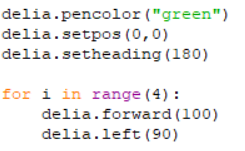 delia.pencolor("green")
delia.setpos(0,0)
delia.setheading(180)
for i in range(4):
    delia.forward(100)
    delia.left(90)